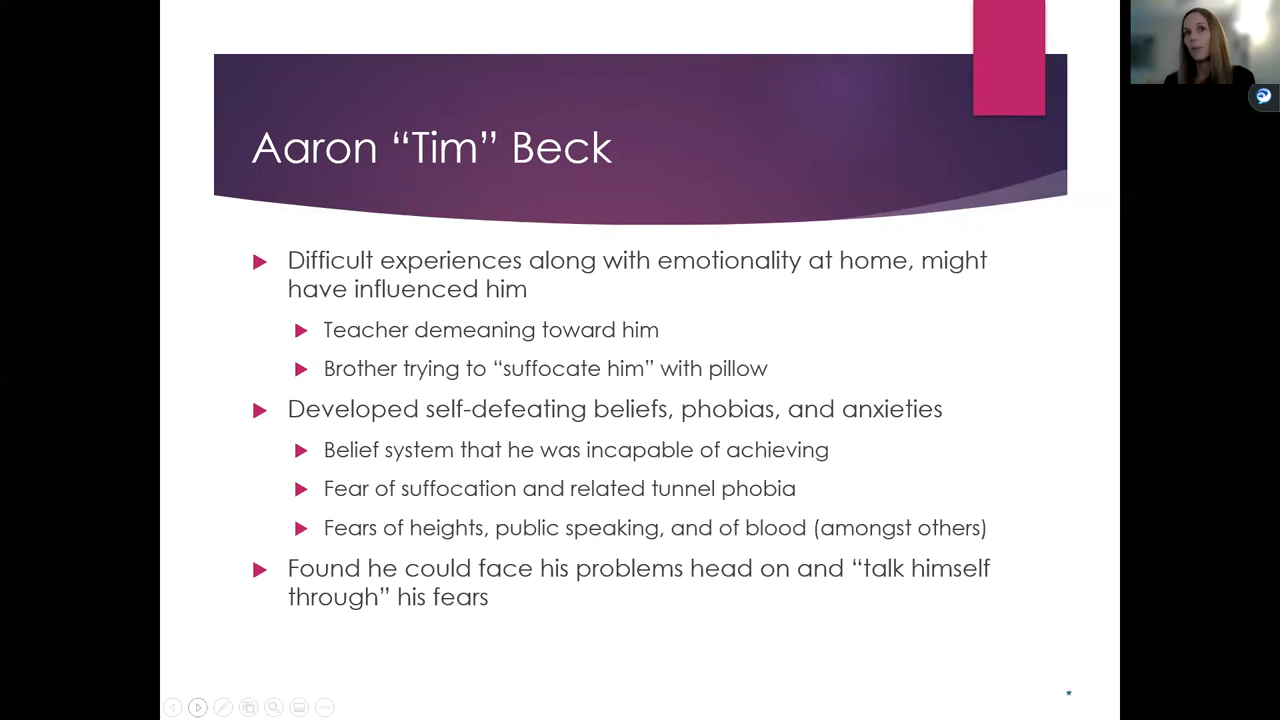 Aaron “Tim” Beck
Difficult experiences along with emotionality at home, might
have influenced him
Teacher demeaning toward him
Brother trying to “suffocate him” with pillow
Developed self-defeating beliefs, phobias, and anxieties
Belief system that he was incapable of achieving
Fear of suffocation and related tunnel phobia
Fears of heights, public speaking, and of blood (amongst others)
Found he could face his problems head on and “talk himself
through” his fears
*